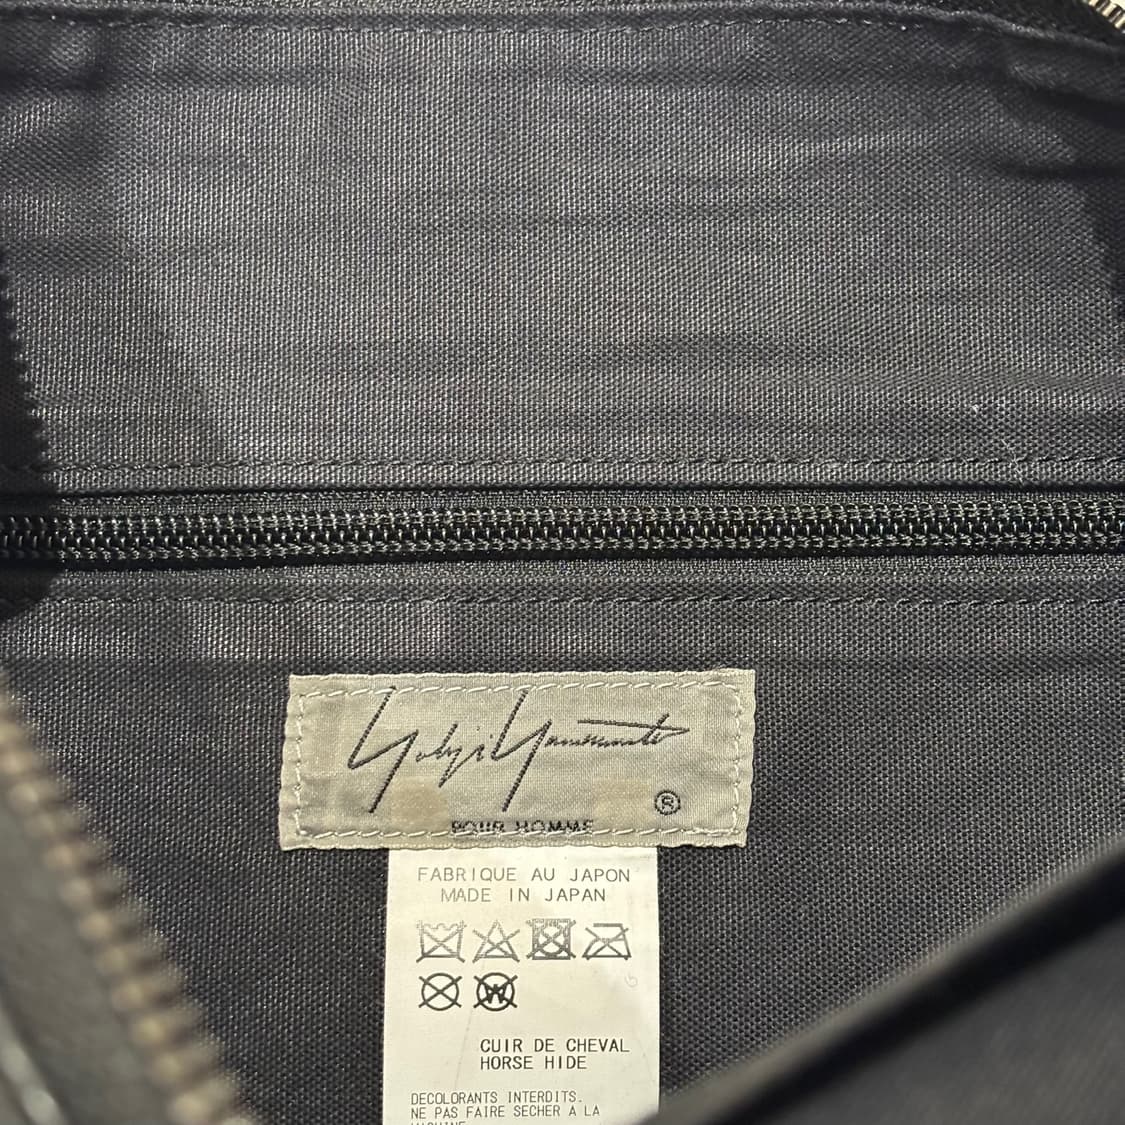 Yohji Yamamoto
®
POUR HOMME
FABRIQUE AU JAPON
MADE IN JAPAN
W
CUIR DE CHEVAL
HORSE HIDE
DECOLORANTS INTERDITS.
NE PAS FAIRE SECHER A LA
MACHINE